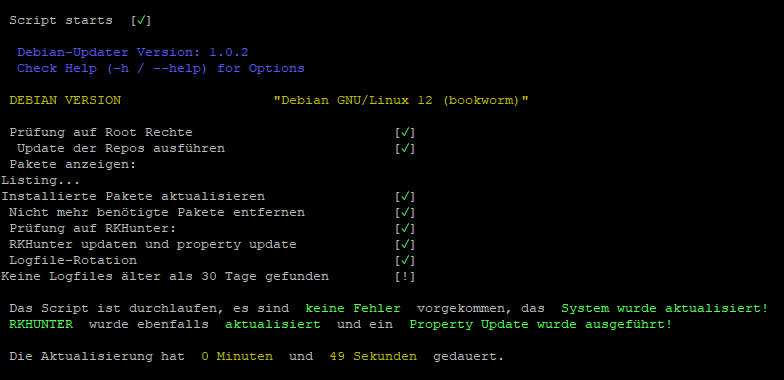 Script starts [✓]
Debian-Updater Version: 1.0.2
Check Help (-h / --help) for Options
DEBIAN VERSION "Debian GNU/Linux 12 (bookworm)"
Prüfung auf Root Rechte [✓]
Update der Repos ausführen [✓]
Pakete anzeigen:
Listing...
Installierte Pakete aktualisieren [✓]
Nicht mehr benötigte Pakete entfernen [✓]
Prüfung auf RKHunter: [✓]
RKHunter updaten und property update [✓]
Logfile-Rotation [✓]
Keine Logfiles älter als 30 Tage gefunden [!]
Das Script ist durchlaufen, es sind keine Fehler vorgekommen, das System wurde aktualisiert!
RKHUNTER wurde ebenfalls aktualisiert und ein Property Update wurde ausgeführt!
Die Aktualisierung hat 0 Minuten und 49 Sekunden gedauert.